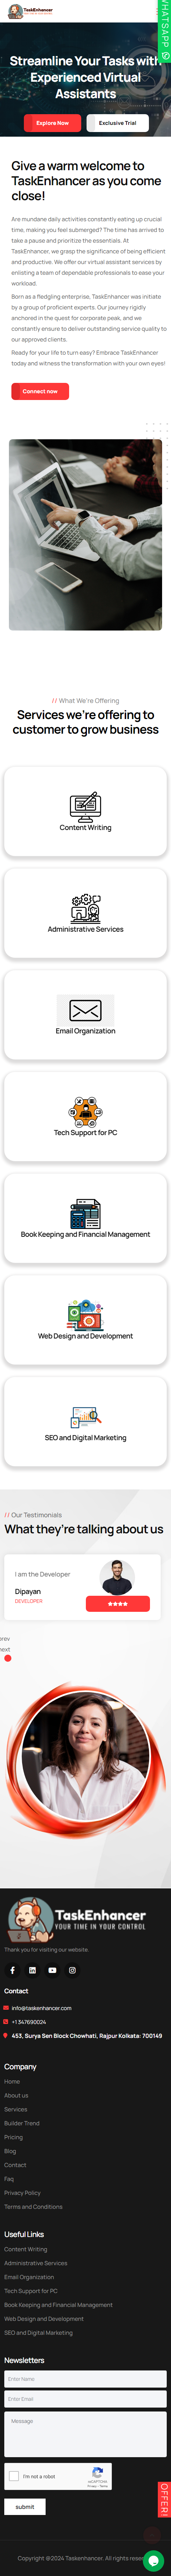 TaskEnhancer
WHATSAPP
Streamline Your Tasks with
Experienced Virtual
Assistants
Explore Now
Exclusive Trial
Give a warm welcome to
TaskEnhancer as you come
close!
Are mundane daily activities constantly eating up crucial
time, making you feel submerged? The time has arrived to
take a pause and prioritize the essentials. At
TaskEnhancer, we grasp the significance of being efficient
and productive. We offer our virtual assistant services by
enlisting a team of dependable professionals to ease your
workload.
Born as a fledgling enterprise, TaskEnhancer was initiate
by a group of proficient experts. Our journey rigidly
anchored in the quest for corporate peak, and we
constantly ensure to deliver outstanding service quality to
our approved clients.
Ready for your life to turn easy? Embrace TaskEnhancer
today and witness the transformation with your own eyes!
Connect now
// What We're Offering
Services we're offering to
customer to grow business
Content Writing
Administrative Services
Email Organization
Tech Support for PC
Book Keeping and Financial Management
Web Design and Development
SEO and Digital Marketing
// Our Testimonials
What they're talking about us
I am the Developer
Dipayan
DEVELOPER
prev
next
TaskEnhancer
YOUR TIME IN YOUR CONTROL
Thank you for visiting our website.
Contact
info@taskenhancer.com
+1 347690024
453, Surya Sen Block Chowhati, Rajpur Kolkata: 700149
Company
Home
About us
Services
Builder Trend
Pricing
Blog
Contact
Faq
Privacy Policy
Terms and Conditions
Useful Links
Content Writing
Administrative Services
Email Organization
Tech Support for PC
Book Keeping and Financial Management
Web Design and Development
SEO and Digital Marketing
Newsletters
Enter Name
Enter Email
Message
I'm not a robot
reCAPTCHA
Privacy - Terms
submit
OFFER!
Copyright @2024 Taskenhancer. All rights